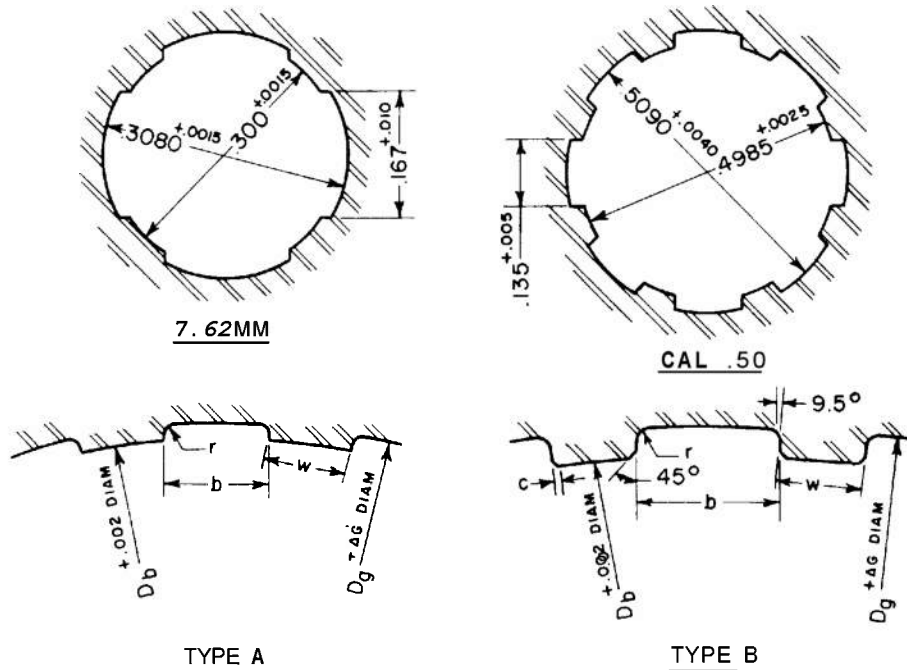 .3080 +.0015
.300 +.0015
.167 +.010
7.62MM
.5090 +.0040
.4985 +.0025
.135 +.005
CAL .50
r
b
w
+.002 DIAM
Db
+ΔG DIAM
Dg
TYPE A
9.5°
r
c
45°
b
w
+.002 DIAM
Db
+ΔG DIAM
Dg
TYPE B